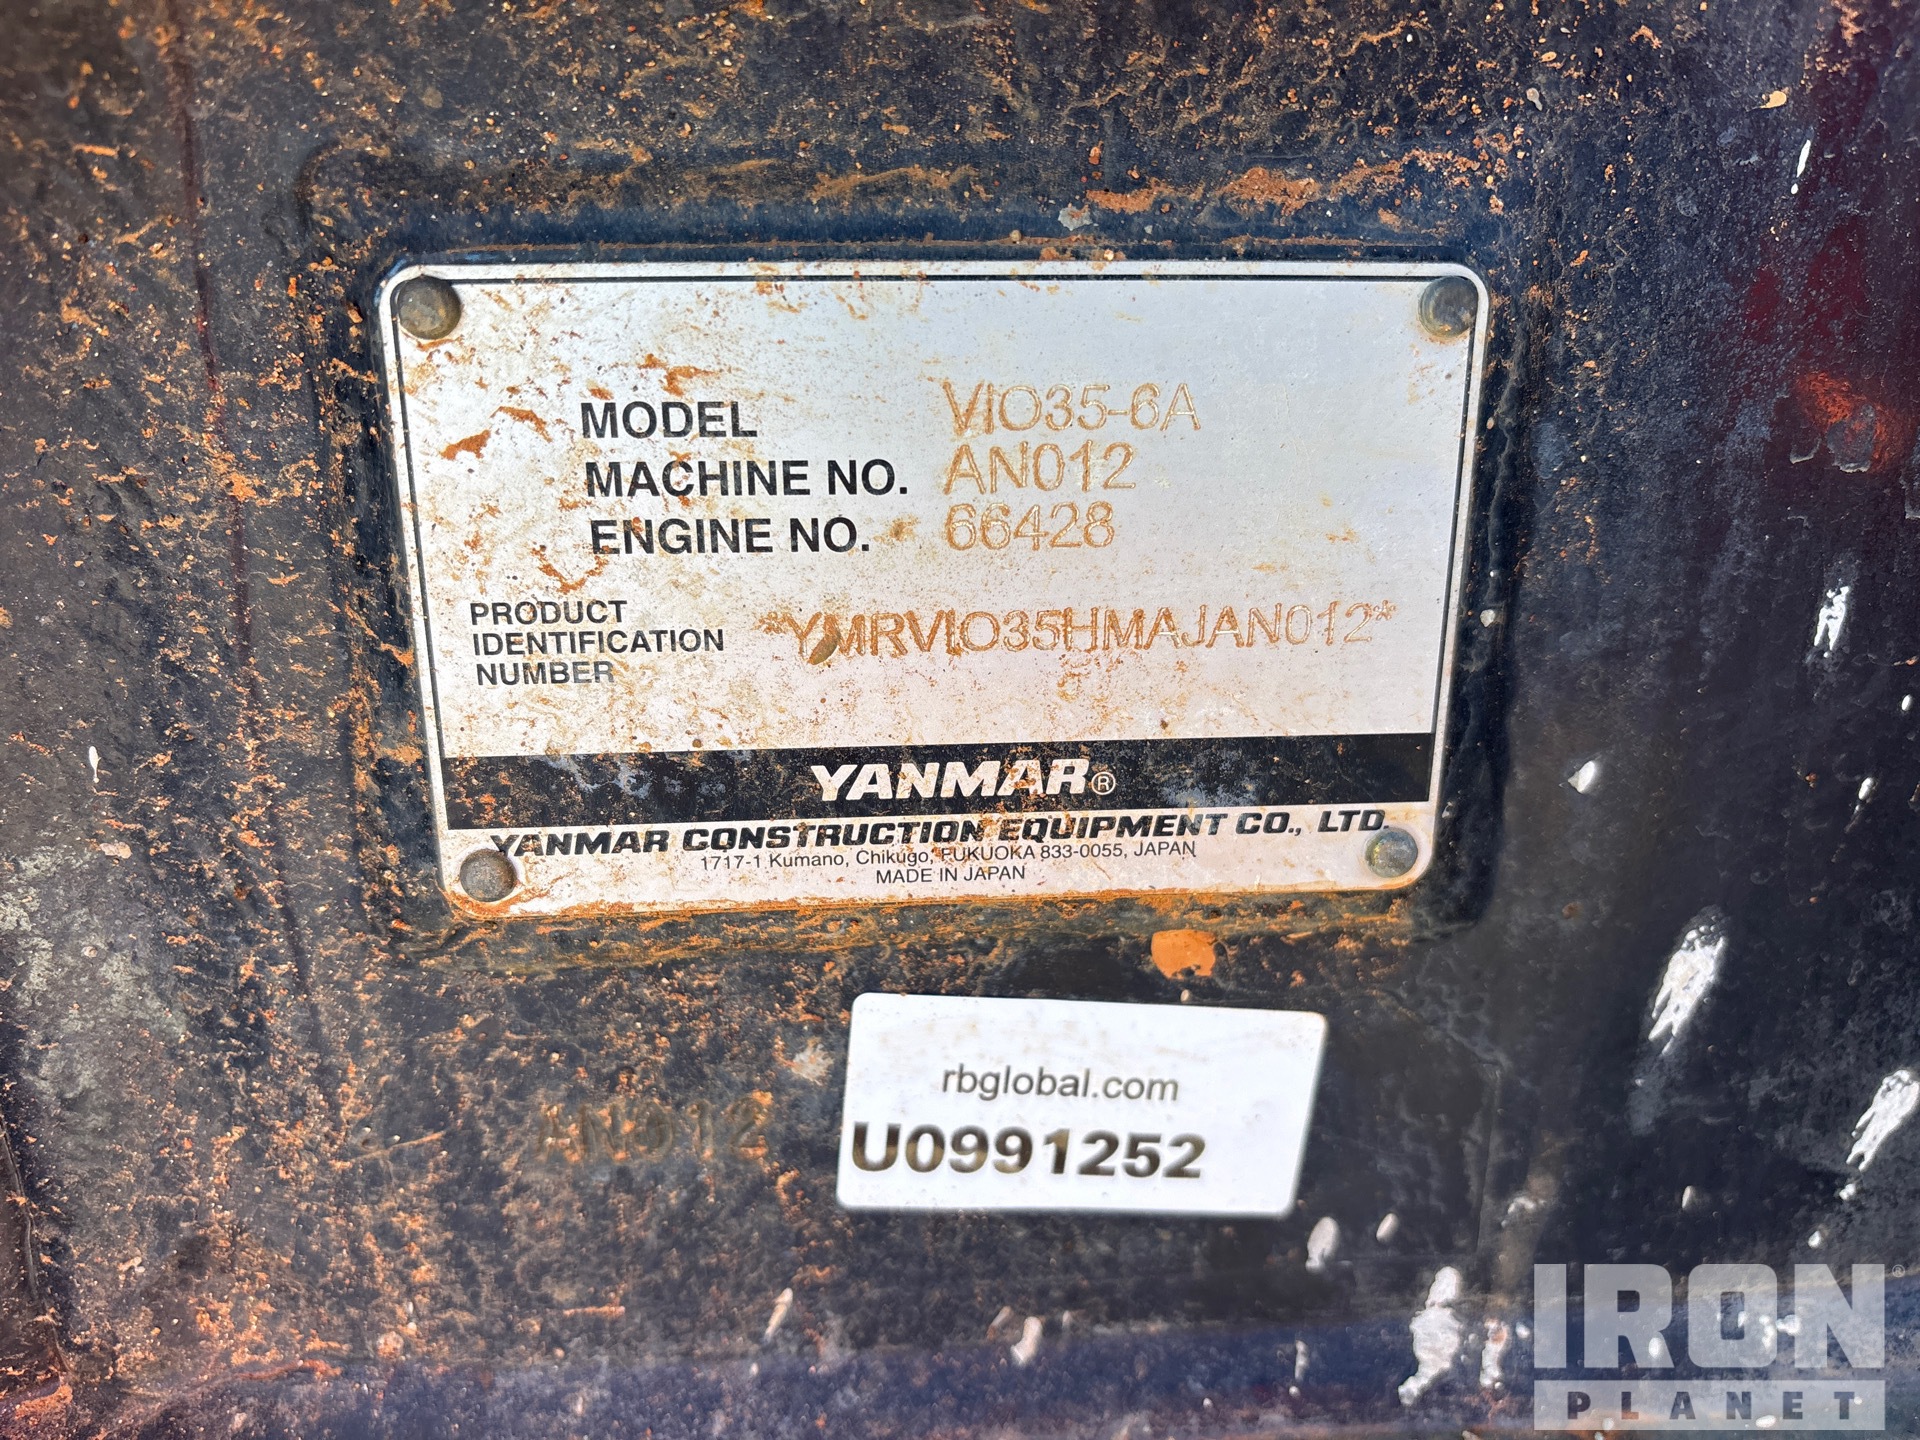 MODEL VIO35-6A
MACHINE NO. AN012
ENGINE NO. 66428
PRODUCT
IDENTIFICATION
NUMBER
*YMRVIO35HMAJAN012*
YANMAR®
YANMAR CONSTRUCTION EQUIPMENT CO., LTD.
1717-1 Kumano, Chikugo, FUKUOKA 833-0055, JAPAN
MADE IN JAPAN
rbglobal.com
AN012
U0991252
IRON®
PLANET